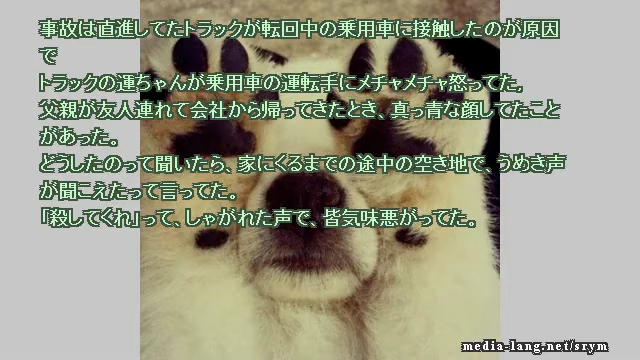 事故は直進してたトラックが転回中の乗用車に接触したのが原因
で
トラックの運ちゃんが乗用車の運転手にメチャメチャ怒ってた,
父親が友人連れて会社から帰ってきたとき、真っ青な顔してたこと
があった。
どうしたのって聞いたら、家にくるまでの途中の空き地で、うめき声
が聞こえたって言ってた。
「殺してくれ」って、しゃがれた声で、皆気味悪がってた。
media-lang.net/srym